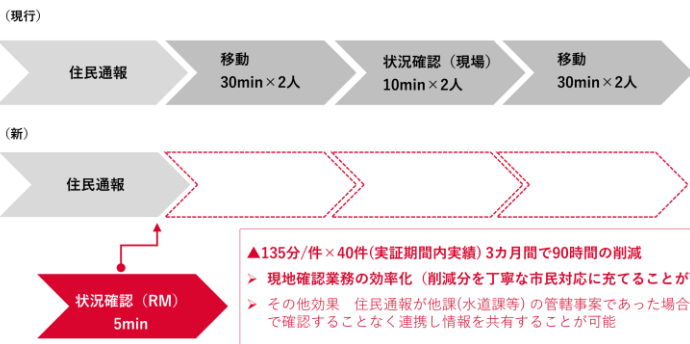 （現行）
住民通報
移動
30min×2人
状況確認（現場）
10min×2人
移動
30min×2人
（新）
住民通報
状況確認（RM）
5min
▲135分/件×40件(実証期間内実績) 3カ月間で90時間の削減
➢ 現地確認業務の効率化（削減分を丁寧な市民対応に充てることが
➢ その他効果　住民通報が他課(水道課等) の管轄事案であった場合
で確認することなく連携し情報を共有することが可能